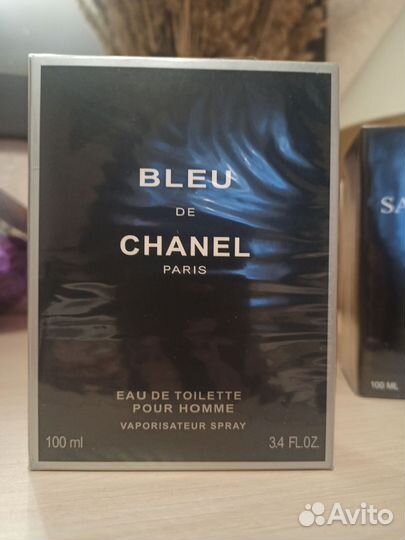 BLEU
DE
CHANEL
PARIS
EAU DE TOILETTE
POUR HOMME
VAPORISATEUR SPRAY
100 ml
3.4 FL.OZ.
SA
100 ML
Avito